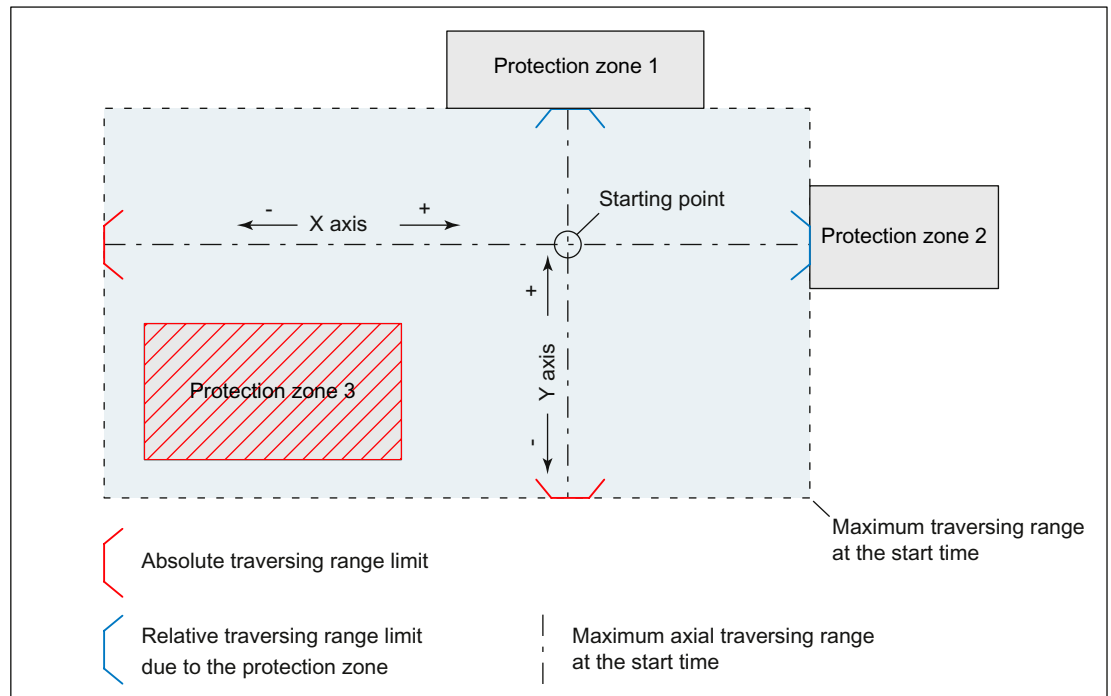 Protection zone 1
Starting point
- X axis +
Protection zone 2
+
Y axis
-
Protection zone 3
Maximum traversing range
at the start time
Absolute traversing range limit
Relative traversing range limit
due to the protection zone
Maximum axial traversing range
at the start time